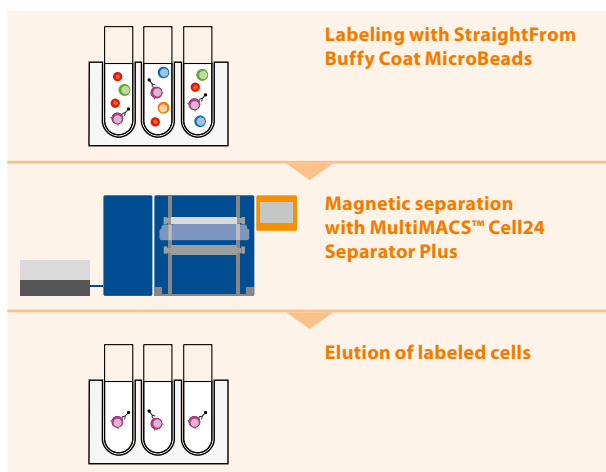 Labeling with StraightFrom
Buffy Coat MicroBeads
Magnetic separation
with MultiMACS™ Cell24
Separator Plus
Elution of labeled cells